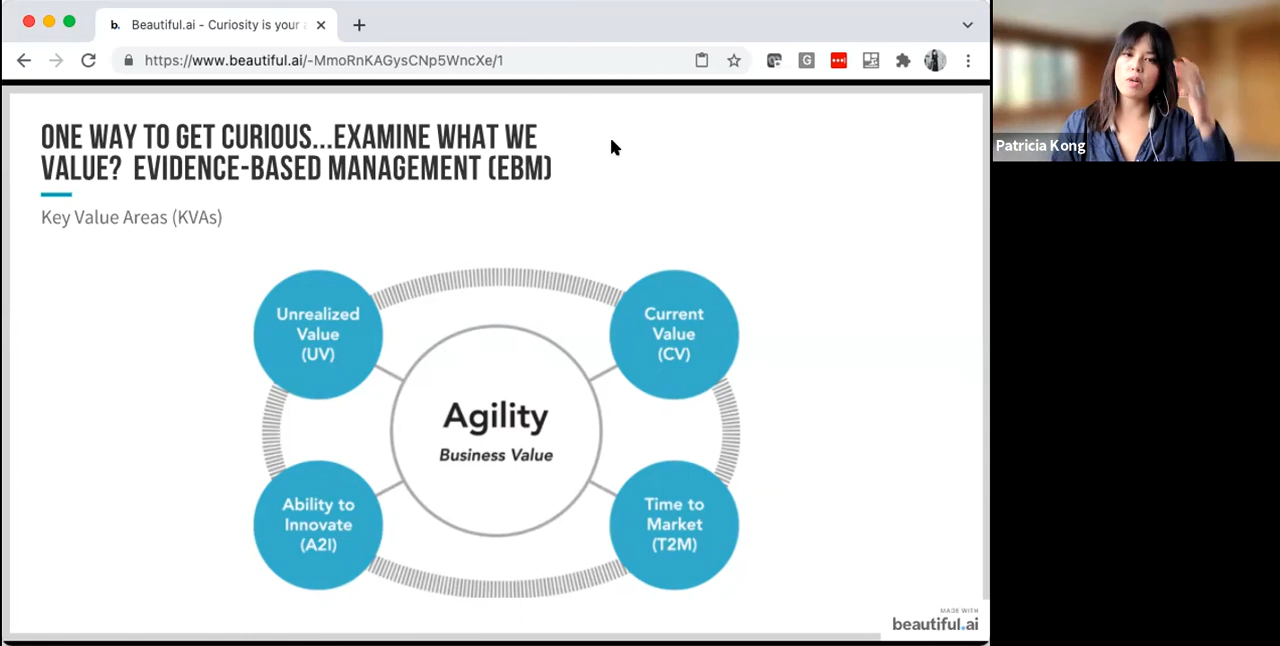 b. Beautiful.ai - Curiosity is your
https://www.beautiful.ai/-MmoRnKAGysCNp5WncXe/1
G
Patricia Kong
ONE WAY TO GET CURIOUS...EXAMINE WHAT WE
VALUE? EVIDENCE-BASED MANAGEMENT (EBM)
Key Value Areas (KVAs)
Unrealized
Value
(UV)
Current
Value
(CV)
Agility
Business Value
Ability to
Innovate
(A2I)
Time to
Market
(T2M)
MADE WITH
beautiful.ai